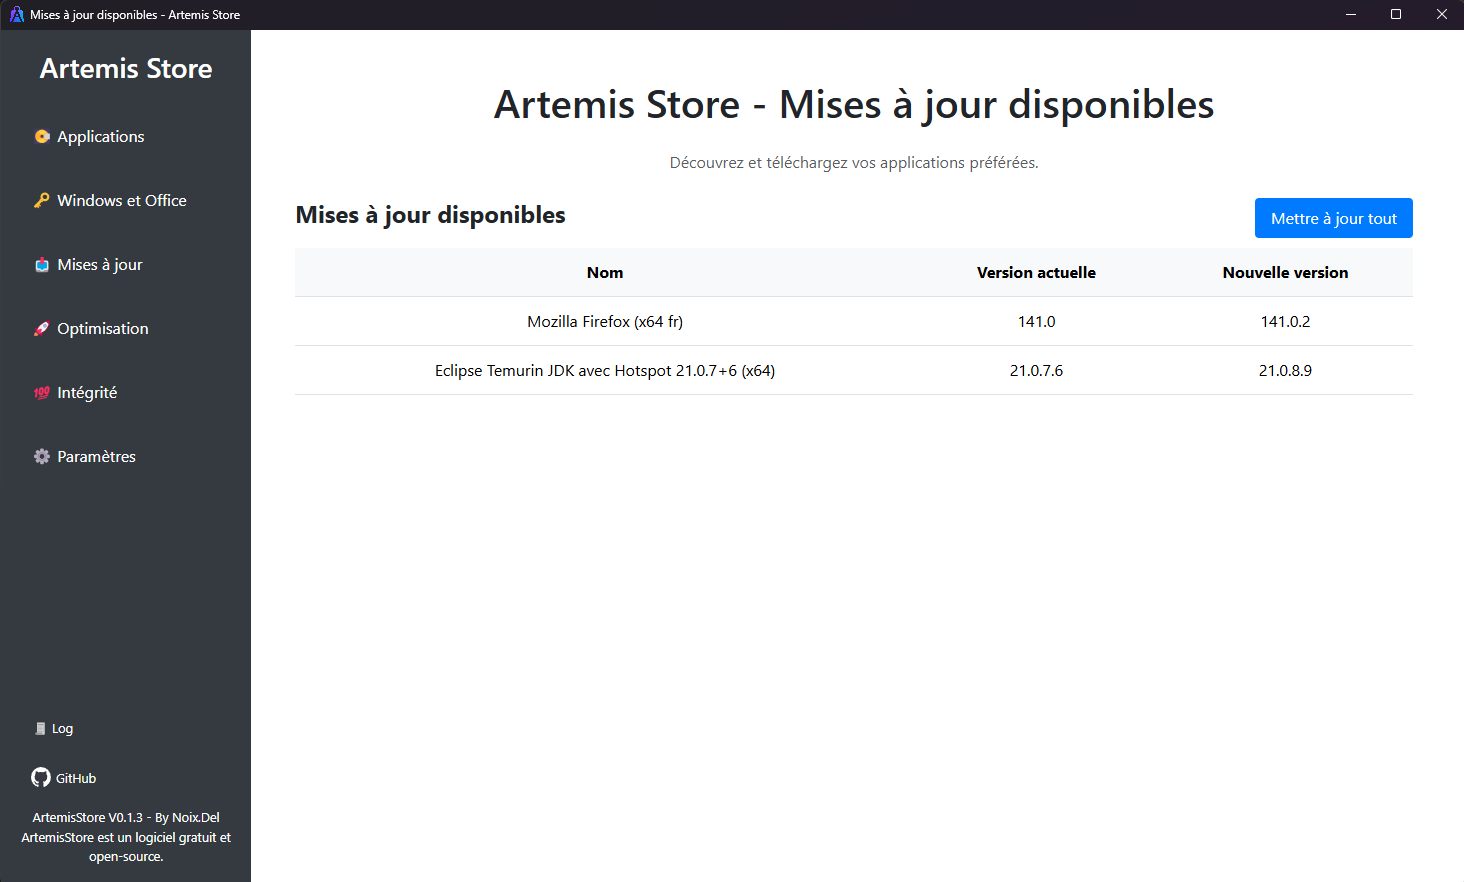 Mises à jour disponibles - Artemis Store
Artemis Store
Applications
Windows et Office
Mises à jour
Optimisation
Intégrité
Paramètres
Log
GitHub
ArtemisStore V0.1.3 - By Noix.Del
ArtemisStore est un logiciel gratuit et
open-source.
Artemis Store - Mises à jour disponibles
Découvrez et téléchargez vos applications préférées.
Mises à jour disponibles
Mettre à jour tout
Nom Version actuelle Nouvelle version
Mozilla Firefox (x64 fr) 141.0 141.0.2
Eclipse Temurin JDK avec Hotspot 21.0.7+6 (x64) 21.0.7.6 21.0.8.9